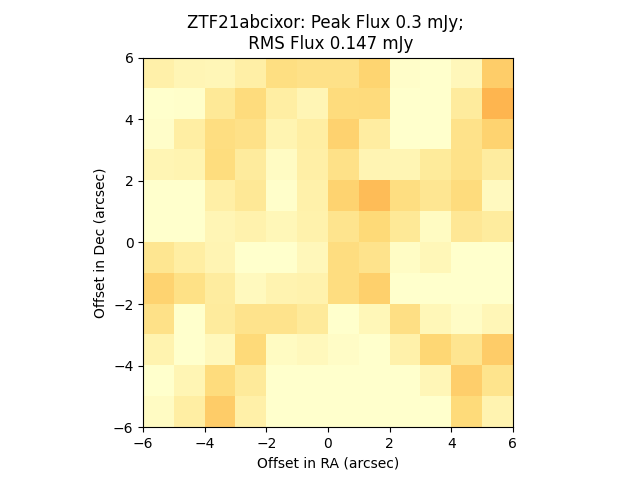 ZTF21abcixor: Peak Flux 0.3 mJy;
RMS Flux 0.147 mJy
6
4
2
0
−2
−4
−6
Offset in Dec (arcsec)
−6 −4 −2 0 2 4 6
Offset in RA (arcsec)